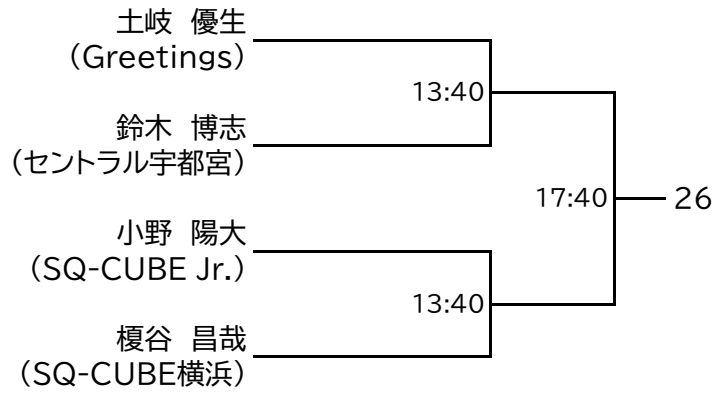 土岐　優生
(Greetings)
13:40
鈴木　博志
(セントラル宇都宮)
17:40
26
小野　陽大
(SQ-CUBE Jr.)
13:40
榎谷　昌哉
(SQ-CUBE横浜)